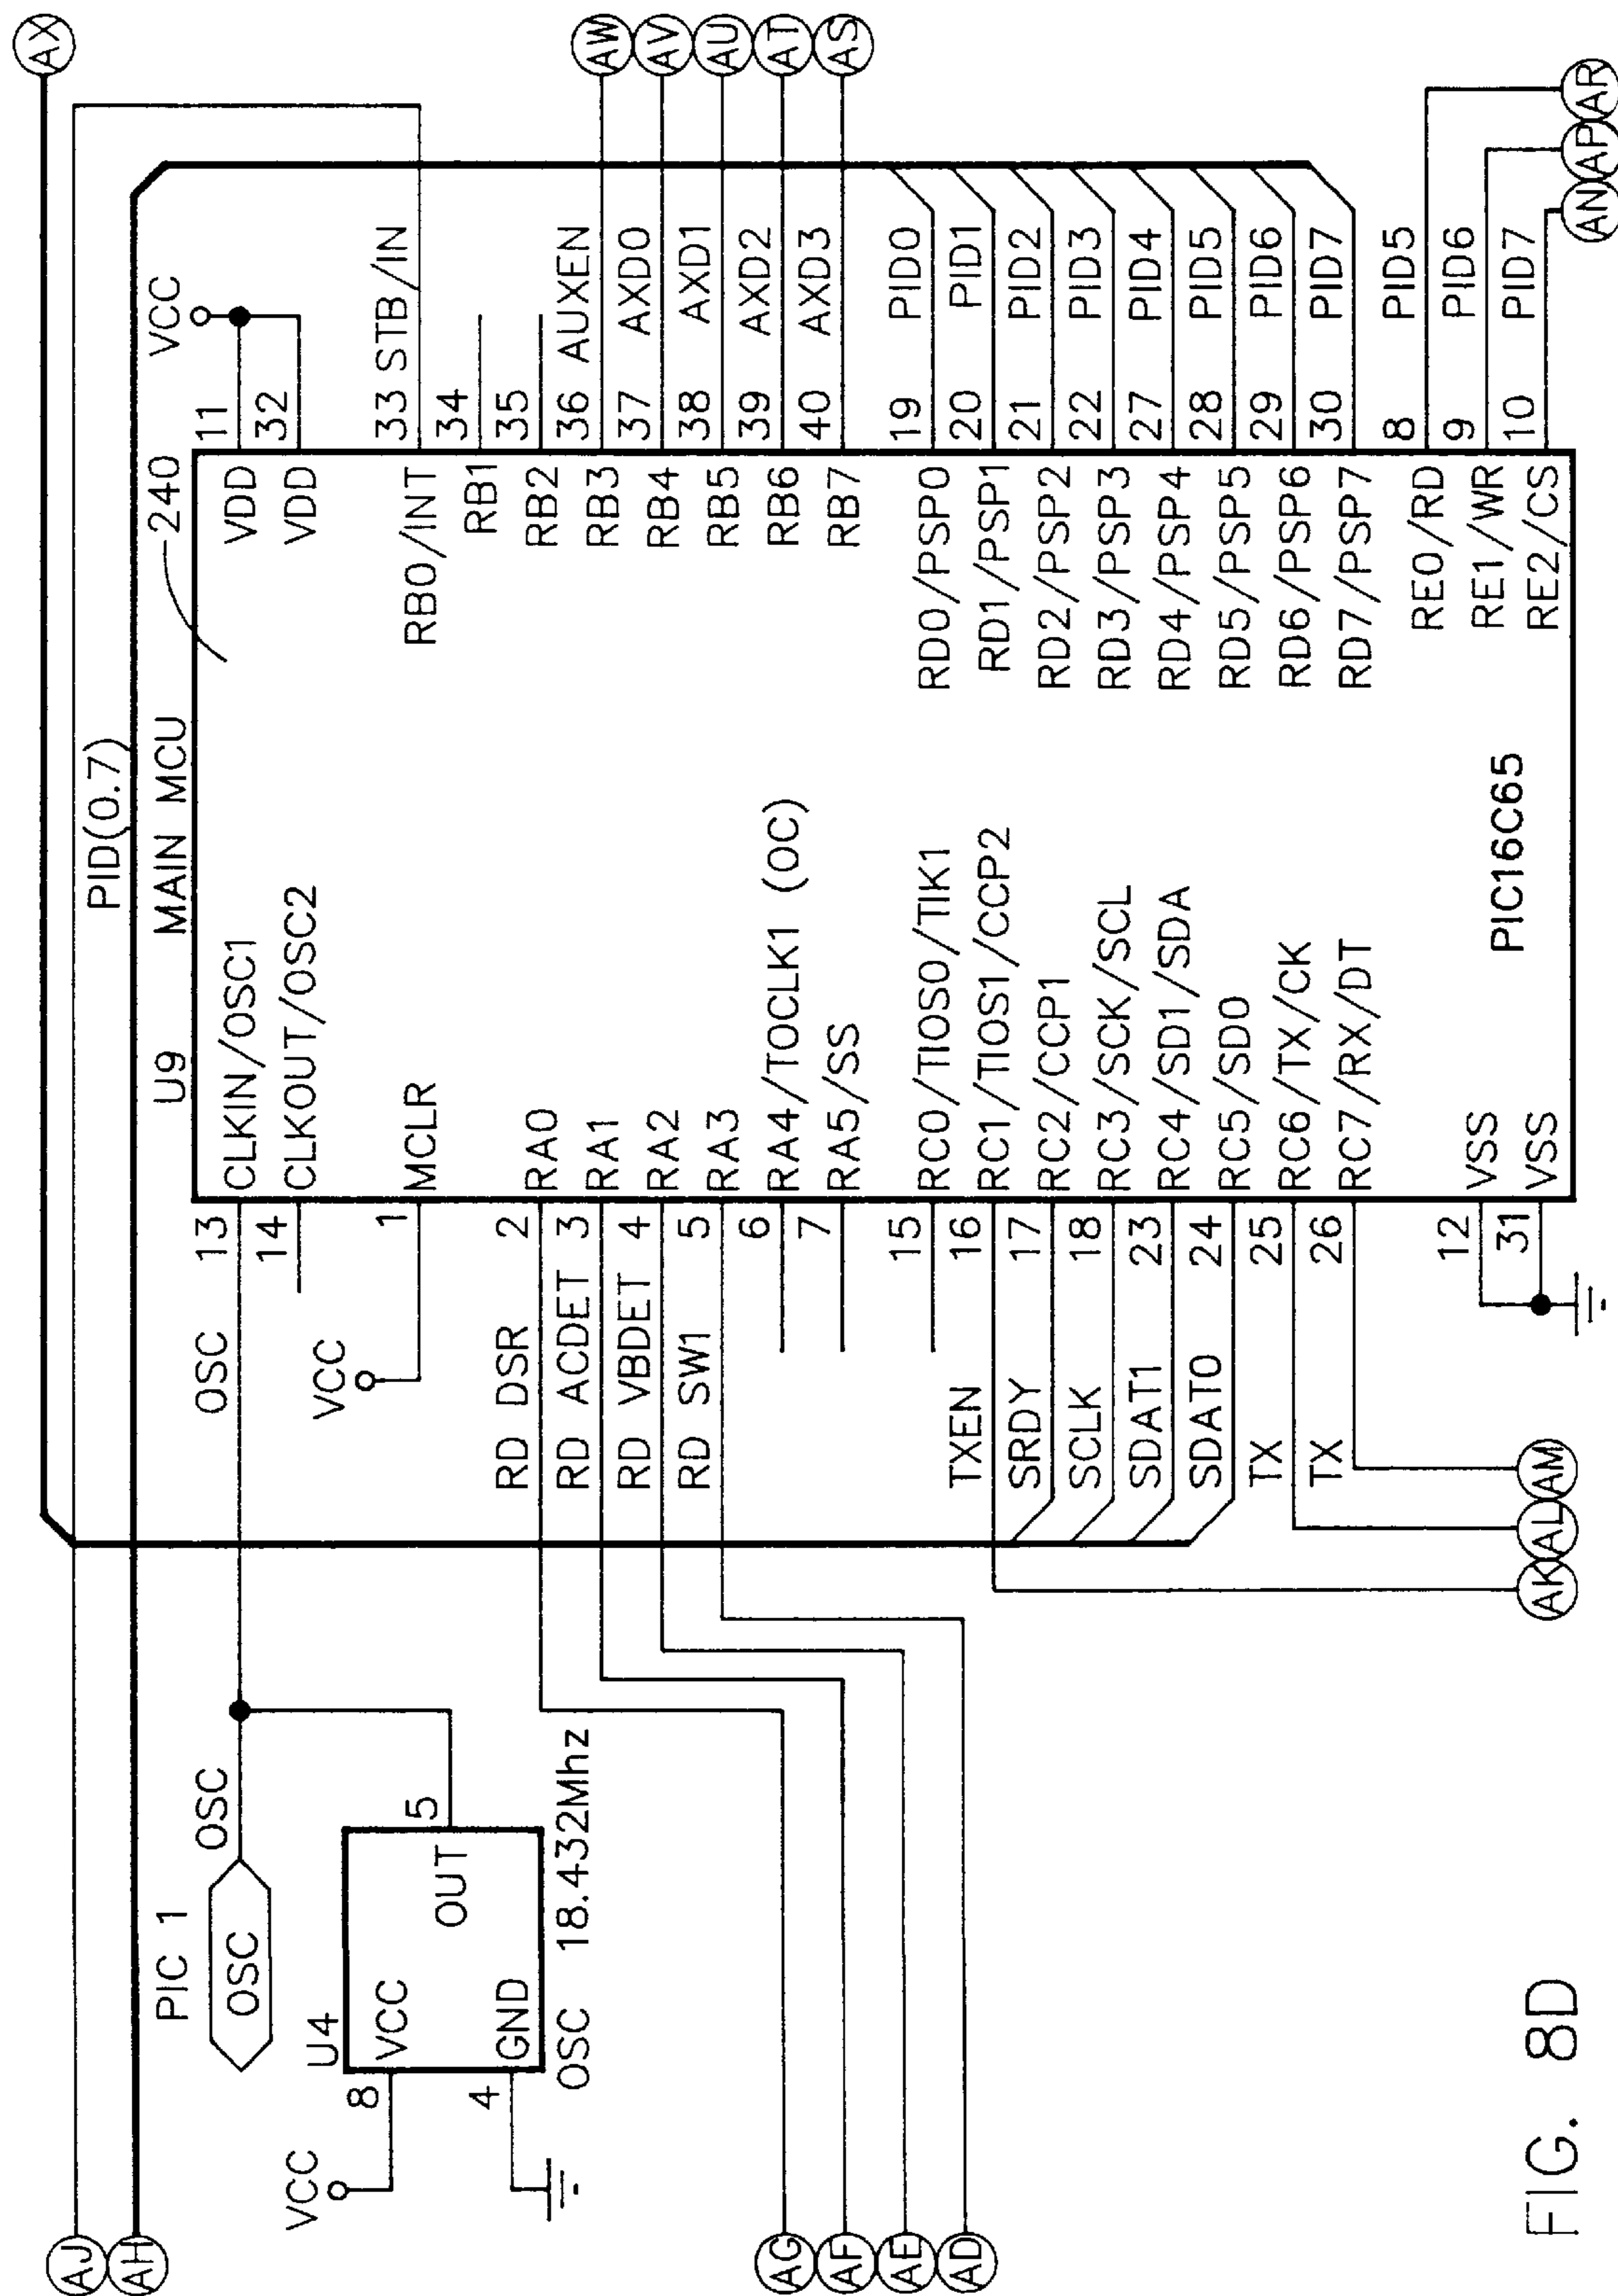 AJ
AH
AX
PID(0.7)
PIC 1
OSC
OSC
OSC
U4
VCC
8
VCC
4
GND
OUT
5
OSC 18.432Mhz
U9 MAIN MCU
240
13 CLKIN/OSC1
14 CLKOUT/OSC2
VCC
1 MCLR
RD DSR 2 RA0
RD ACDET 3 RA1
RD VBDET 4 RA2
RD SW1 5 RA3
6 RA4/TOCLK1 (OC)
7 RA5/SS
15 RC0/TIOSO/TIK1
TXEN 16 RC1/TIOS1/CCP2
SRDY 17 RC2/CCP1
SCLK 18 RC3/SCK/SCL
SDAT1 23 RC4/SD1/SDA
SDATO 24 RC5/SDO
TX 25 RC6/TX/CK
TX 26 RC7/RX/DT
12 VSS
31 VSS
PIC16C65
VCC
VDD 11
VDD 32
RB0/INT 33 STB/IN
RB1 34
RB2 35
RB3 36 AUXEN AW
RB4 37 AXD0 AV
RB5 38 AXD1 AU
RB6 39 AXD2 AT
RB7 40 AXD3 AS
RD0/PSP0 19 PID0
RD1/PSP1 20 PID1
RD2/PSP2 21 PID2
RD3/PSP3 22 PID3
RD4/PSP4 27 PID4
RD5/PSP5 28 PID5
RD6/PSP6 29 PID6
RD7/PSP7 30 PID7
RE0/RD 8 PID5
RE1/WR 9 PID6
RE2/CS 10 PID7
AN AP AR
AG
AF
AE
AD
AK AL AM
FIG. 8D